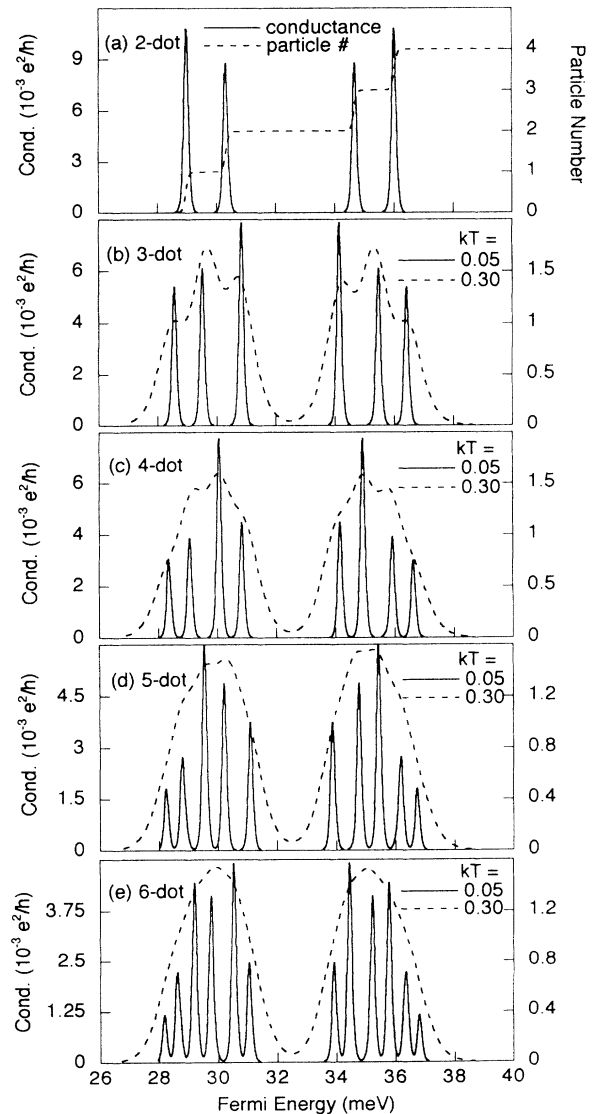 (a) 2-dot
conductance
particle #
Cond. (10⁻³ e²/h)
9
6
3
0
Particle Number
4
3
2
1
0
(b) 3-dot
kT =
0.05
0.30
Cond. (10⁻³ e²/h)
6
4
2
0
1.5
1
0.5
0
(c) 4-dot
kT =
0.05
0.30
Cond. (10⁻³ e²/h)
6
4
2
0
1.5
1
0.5
0
(d) 5-dot
kT =
0.05
0.30
Cond. (10⁻³ e²/h)
4.5
3
1.5
0
1.2
0.8
0.4
0
(e) 6-dot
kT =
0.05
0.30
Cond. (10⁻³ e²/h)
3.75
2.5
1.25
0
1.2
0.8
0.4
0
26 28 30 32 34 36 38 40
Fermi Energy (meV)